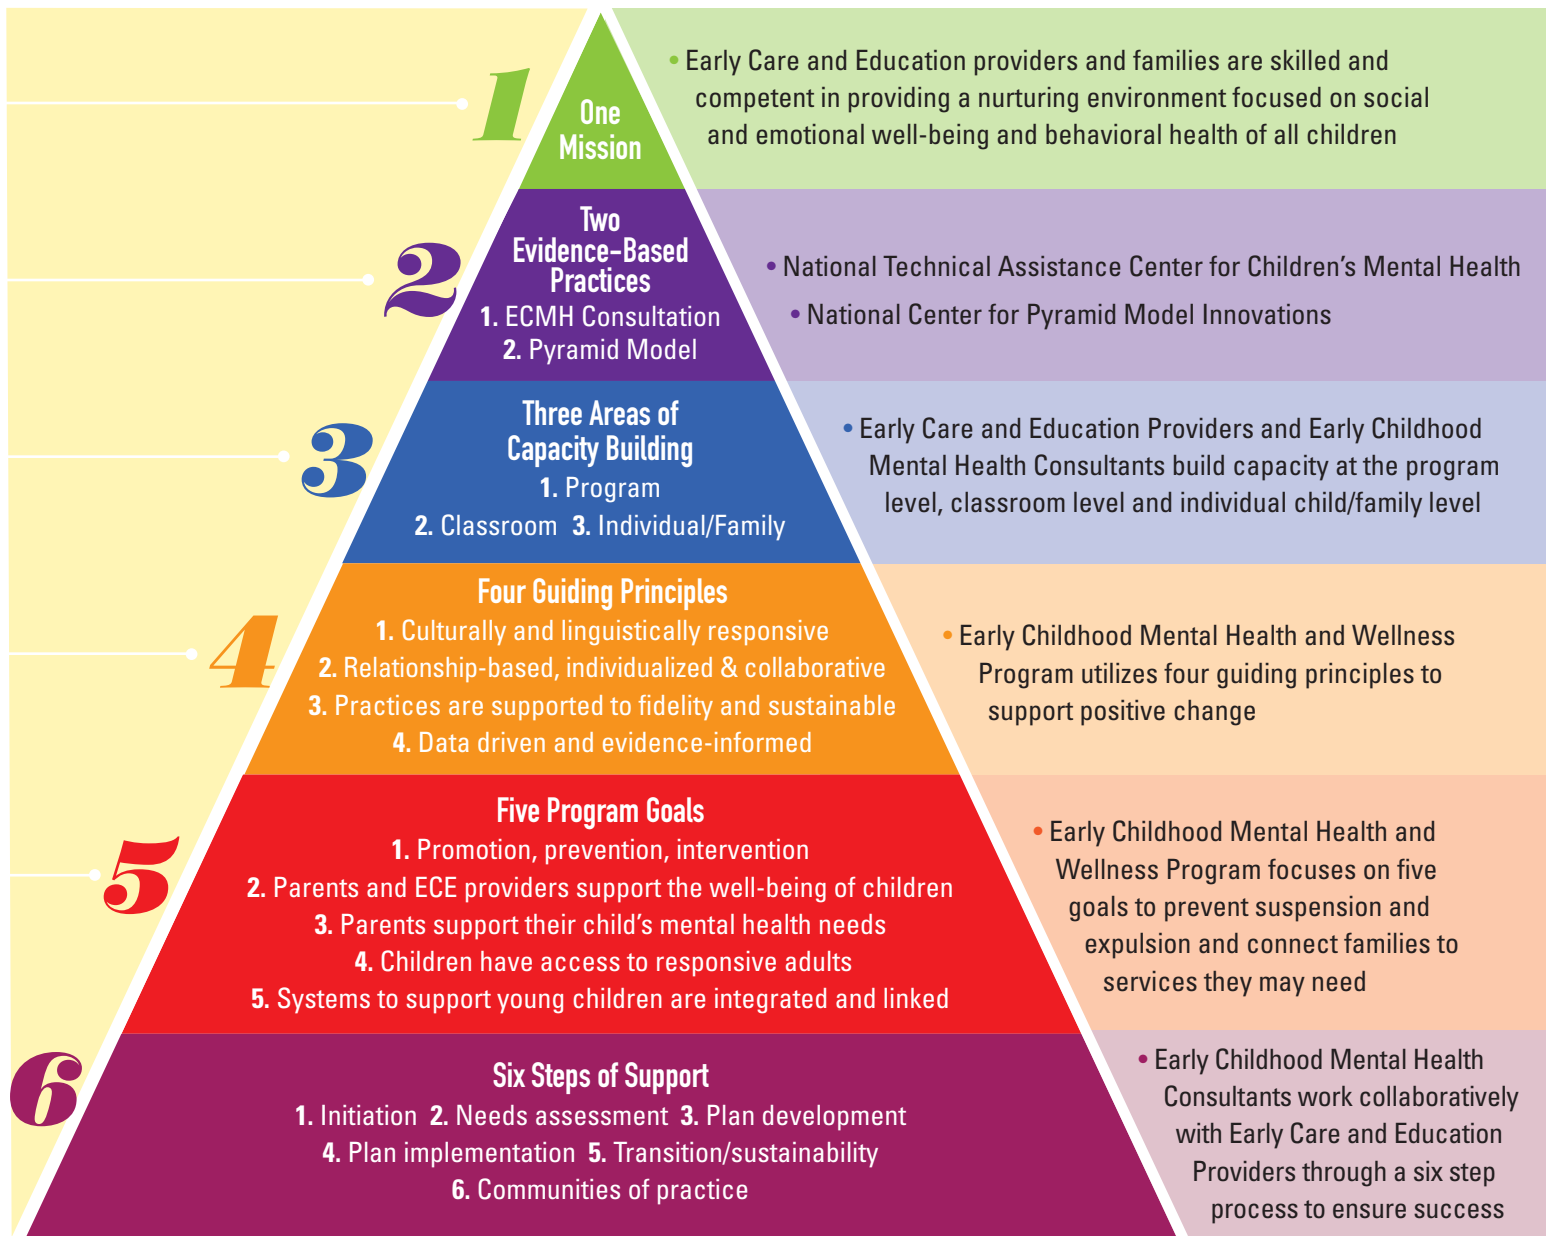 1
One
Mission
• Early Care and Education providers and families are skilled and
competent in providing a nurturing environment focused on social
and emotional well-being and behavioral health of all children
2
Two
Evidence-Based
Practices
1. ECMH Consultation
2. Pyramid Model
• National Technical Assistance Center for Children's Mental Health
• National Center for Pyramid Model Innovations
3
Three Areas of
Capacity Building
1. Program
2. Classroom 3. Individual/Family
• Early Care and Education Providers and Early Childhood
Mental Health Consultants build capacity at the program
level, classroom level and individual child/family level
4
Four Guiding Principles
1. Culturally and linguistically responsive
2. Relationship-based, individualized & collaborative
3. Practices are supported to fidelity and sustainable
4. Data driven and evidence-informed
• Early Childhood Mental Health and Wellness
Program utilizes four guiding principles to
support positive change
5
Five Program Goals
1. Promotion, prevention, intervention
2. Parents and ECE providers support the well-being of children
3. Parents support their child's mental health needs
4. Children have access to responsive adults
5. Systems to support young children are integrated and linked
• Early Childhood Mental Health and
Wellness Program focuses on five
goals to prevent suspension and
expulsion and connect families to
services they may need
6
Six Steps of Support
1. Initiation 2. Needs assessment 3. Plan development
4. Plan implementation 5. Transition/sustainability
6. Communities of practice
• Early Childhood Mental Health
Consultants work collaboratively
with Early Care and Education
Providers through a six step
process to ensure success